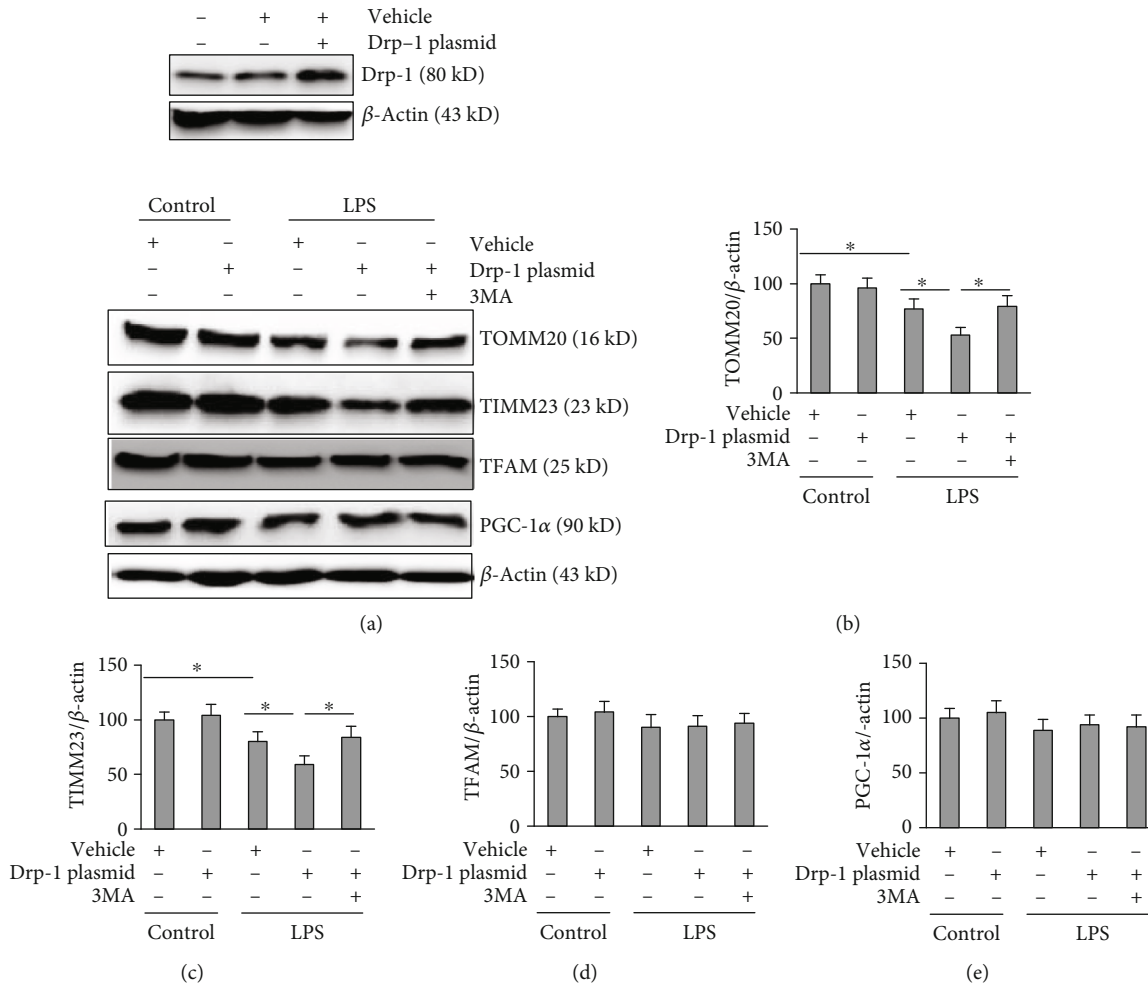 – + + Vehicle
– – + Drp–1 plasmid
Drp-1 (80 kD)
β-Actin (43 kD)
Control LPS
+ – + – – Vehicle
– + – + + Drp-1 plasmid
– – – – + 3MA
TOMM20 (16 kD)
TIMM23 (23 kD)
TFAM (25 kD)
PGC-1α (90 kD)
β-Actin (43 kD)
(a)
TOMM20/β-actin
150
100
50
0
* * *
Vehicle + – + – –
Drp-1 plasmid – + – + +
3MA – – – – +
Control LPS
(b)
TIMM23/β-actin
150
100
50
0
* * *
Vehicle + – + – –
Drp-1 plasmid – + – + +
3MA – – – – +
Control LPS
(c)
TFAM/β-actin
150
100
50
0
Vehicle + – + – –
Drp-1 plasmid – + – + +
3MA – – – – +
Control LPS
(d)
PGC-1α/-actin
150
100
50
0
Vehicle + – + – –
Drp-1 plasmid – + – + +
3MA – – – – +
Control LPS
(e)